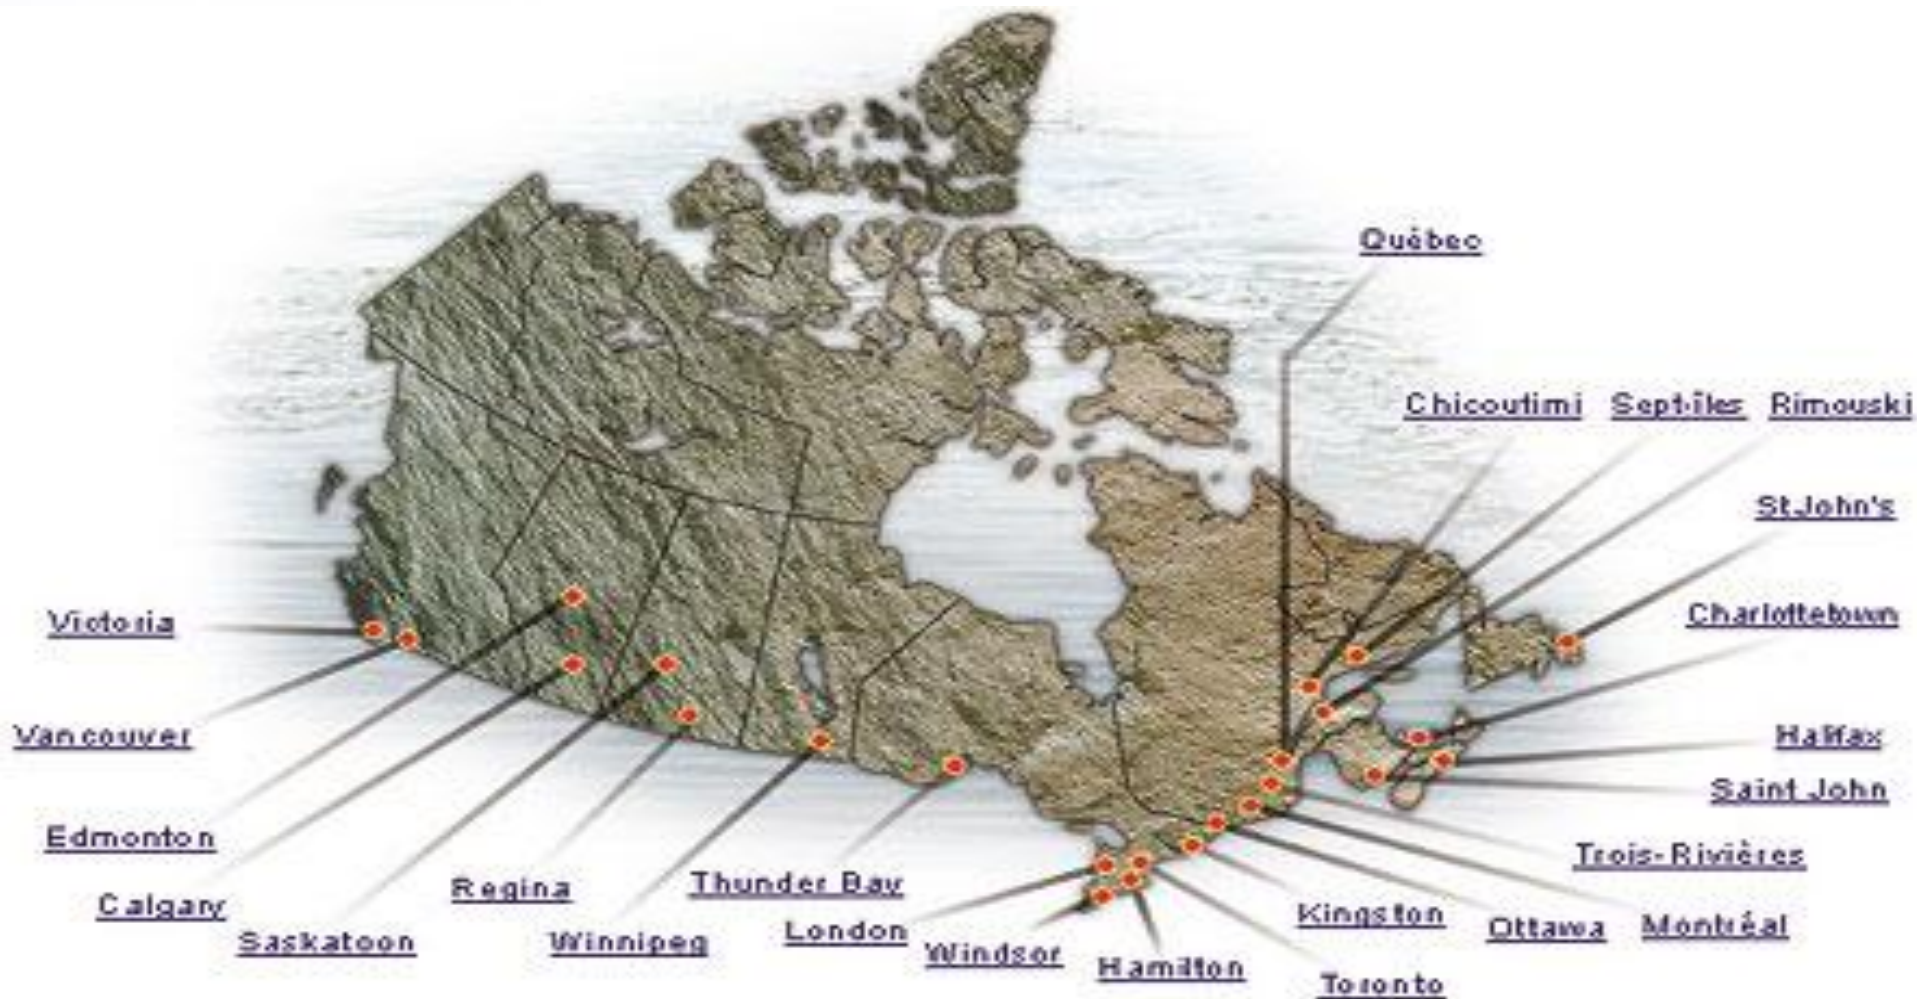 Québec
Chicoutimi Sept-îles Rimouski
St.John's
Charlottetown
Victoria
Vancouver
Halifax
Saint John
Edmonton
Trois-Rivières
Calgary
Regina
Thunder Bay
Kingston
Ottawa
Montréal
Saskatoon
Winnipeg
London
Windsor
Hamilton
Toronto